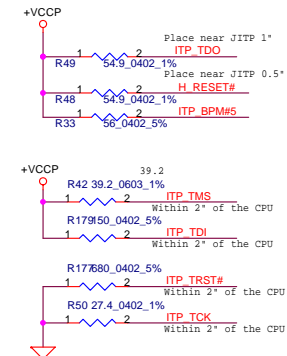 +VCCP
Place near JITP 1"
1 2 ITP_TDO
R49 54.9_0402_1%
Place near JITP 0.5"
1 2 H_RESET#
R48 54.9_0402_1%
1 2 ITP_BPM#5
R33 56_0402_5%
+VCCP
39.2
R42 39.2_0603_1%
1 2 ITP_TMS
Within 2" of the CPU
R179150_0402_5%
1 2 ITP_TDI
Within 2" of the CPU
R177680_0402_5%
1 2 ITP_TRST#
Within 2" of the CPU
R50 27.4_0402_1%
1 2 ITP_TCK
Within 2" of the CPU